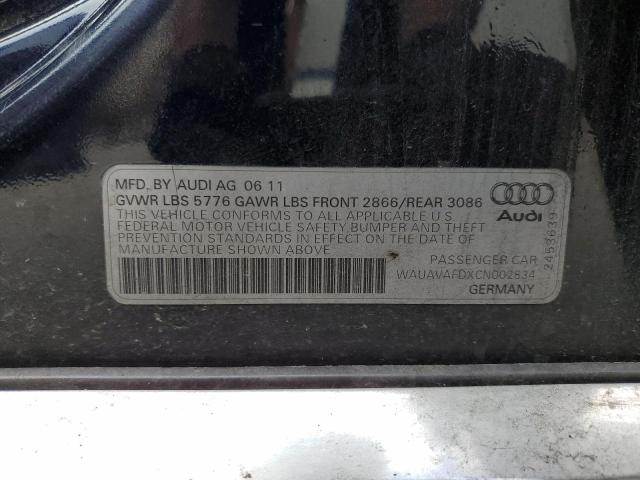 MFD. BY AUDI AG 06 11
GVWR LBS 5776 GAWR LBS FRONT 2866/REAR 3086
THIS VEHICLE CONFORMS TO ALL APPLICABLE U S
FEDERAL MOTOR VEHICLE SAFETY, BUMPER AND THEFT
PREVENTION STANDARDS IN EFFECT ON THE DATE OF
MANUFACTURE SHOWN ABOVE
Audi
2453639
PASSENGER CAR
WAUAVAFDXCN002834
GERMANY